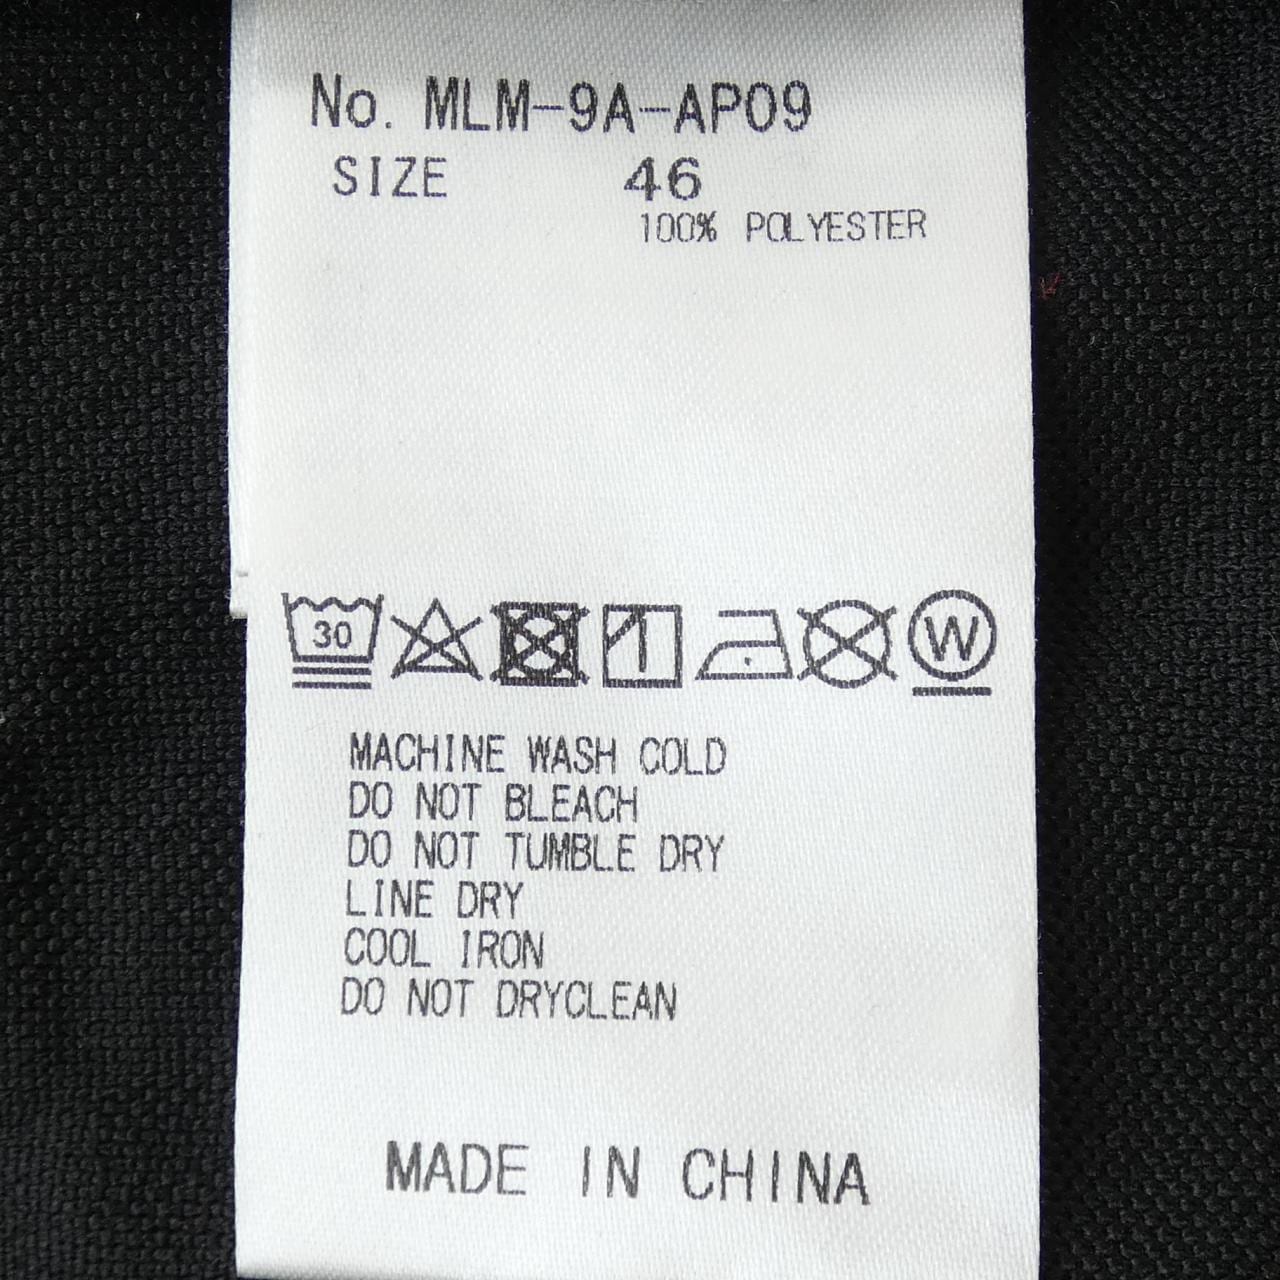 No. MLM-9A-AP09
SIZE 46
100% POLYESTER
30 W
MACHINE WASH COLD
DO NOT BLEACH
DO NOT TUMBLE DRY
LINE DRY
COOL IRON
DO NOT DRYCLEAN
MADE IN CHINA